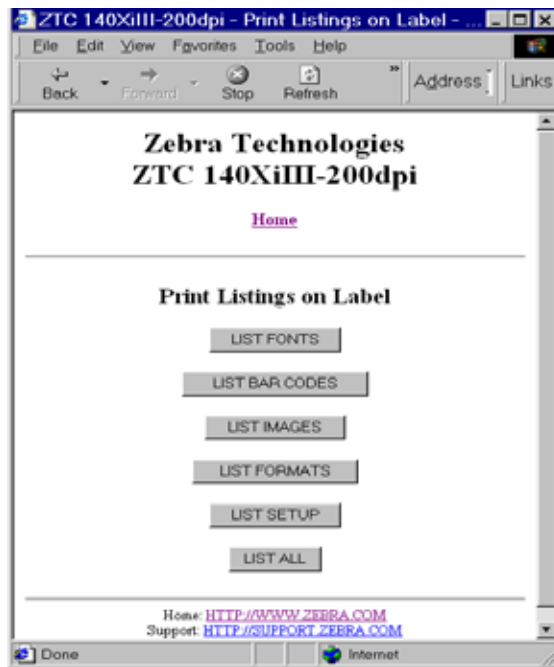 ZTC 140XiIII-200dpi - Print Listings on Label - ...
File Edit View Favorites Tools Help
Back Forward Stop Refresh » Address Links
Zebra Technologies
ZTC 140XiIII-200dpi
Home
Print Listings on Label
LIST FONTS
LIST BAR CODES
LIST IMAGES
LIST FORMATS
LIST SETUP
LIST ALL
Home: HTTP://WWW.ZEBRA.COM
Support: HTTP://SUPPORT.ZEBRA.COM
Done Internet